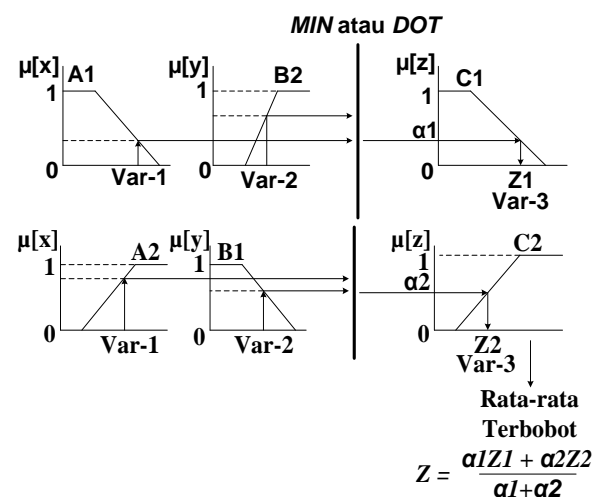 MIN atau DOT
μ[x] A1 μ[y] B2 μ[z] C1
1 1 1
α1
0 0 0
Var-1 Var-2 Z1
Var-3
μ[x] A2 μ[y] B1 μ[z] C2
1 1 1
α2
0 0 0
Var-1 Var-2 Z2
Var-3
Rata-rata
Terbobot
Z = α1Z1 + α2Z2
α1+α2